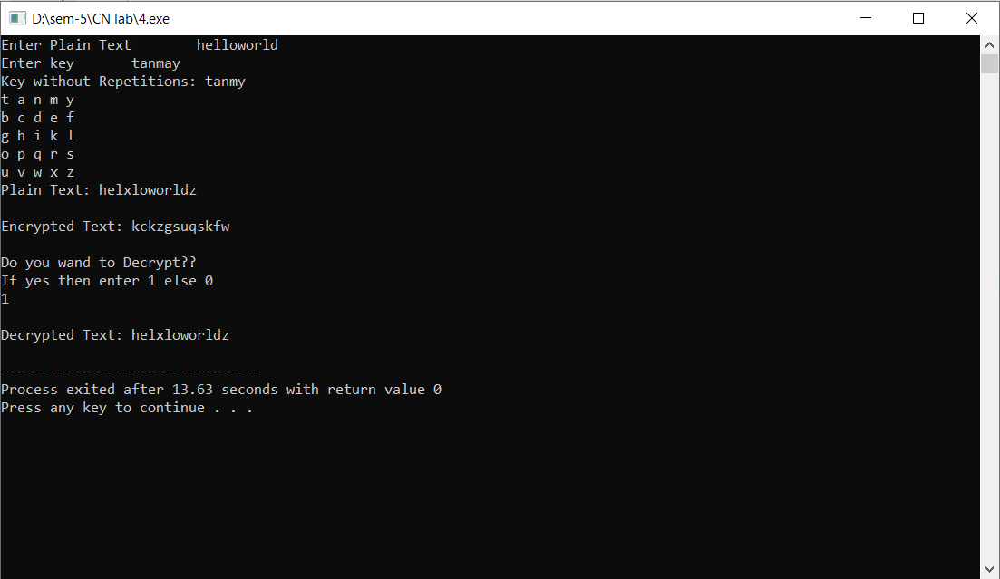 D:\sem-5\CN lab\4.exe
Enter Plain Text        helloworld
Enter key       tanmay
Key without Repetitions: tanmy
t a n m y
b c d e f
g h i k l
o p q r s
u v w x z
Plain Text: helxloworldz
Encrypted Text: kckzgsuqskfw
Do you wand to Decrypt??
If yes then enter 1 else 0
1
Decrypted Text: helxloworldz
--------------------------------
Process exited after 13.63 seconds with return value 0
Press any key to continue . . .